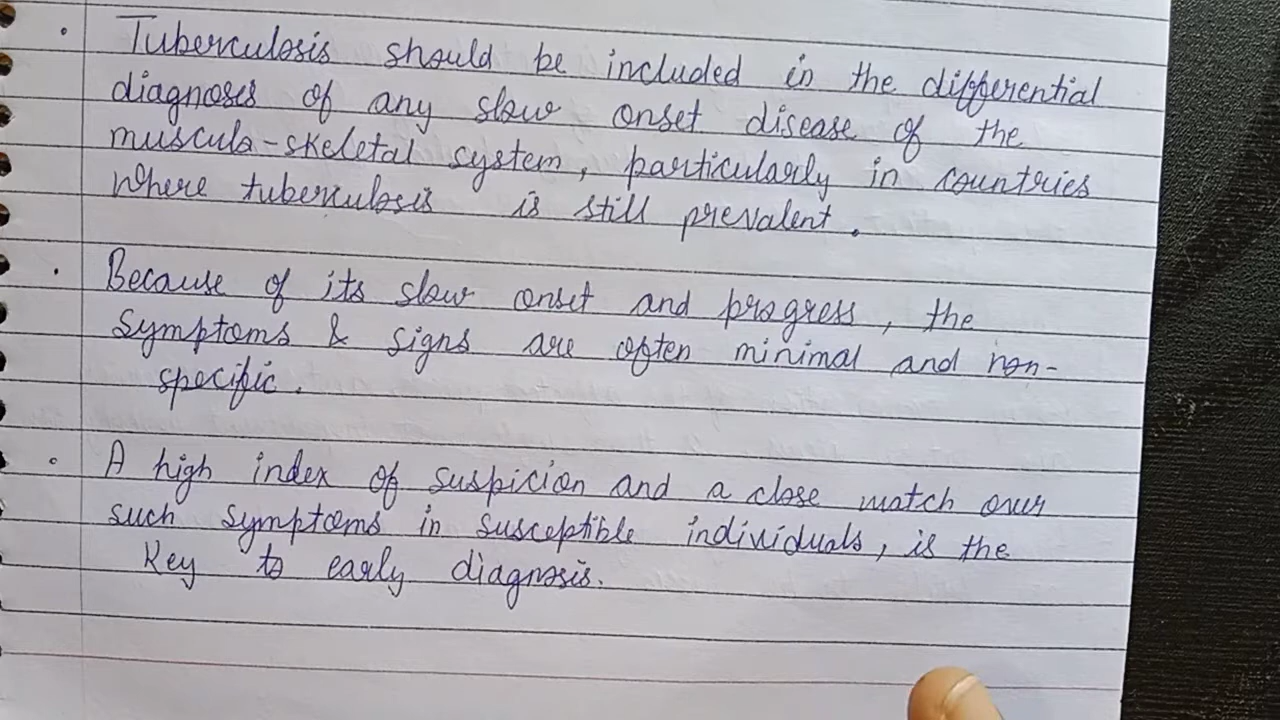 • Tuberculosis should be included in the differential
diagnoses of any slow onset disease of the
musculo-skeletal system, particularly in countries
where tuberculosis is still prevalent.
• Because of its slow onset and progress, the
symptoms & signs are often minimal and non-
specific.
• A high index of suspicion and a close watch over
such symptoms in susceptible individuals, is the
key to early diagnosis.